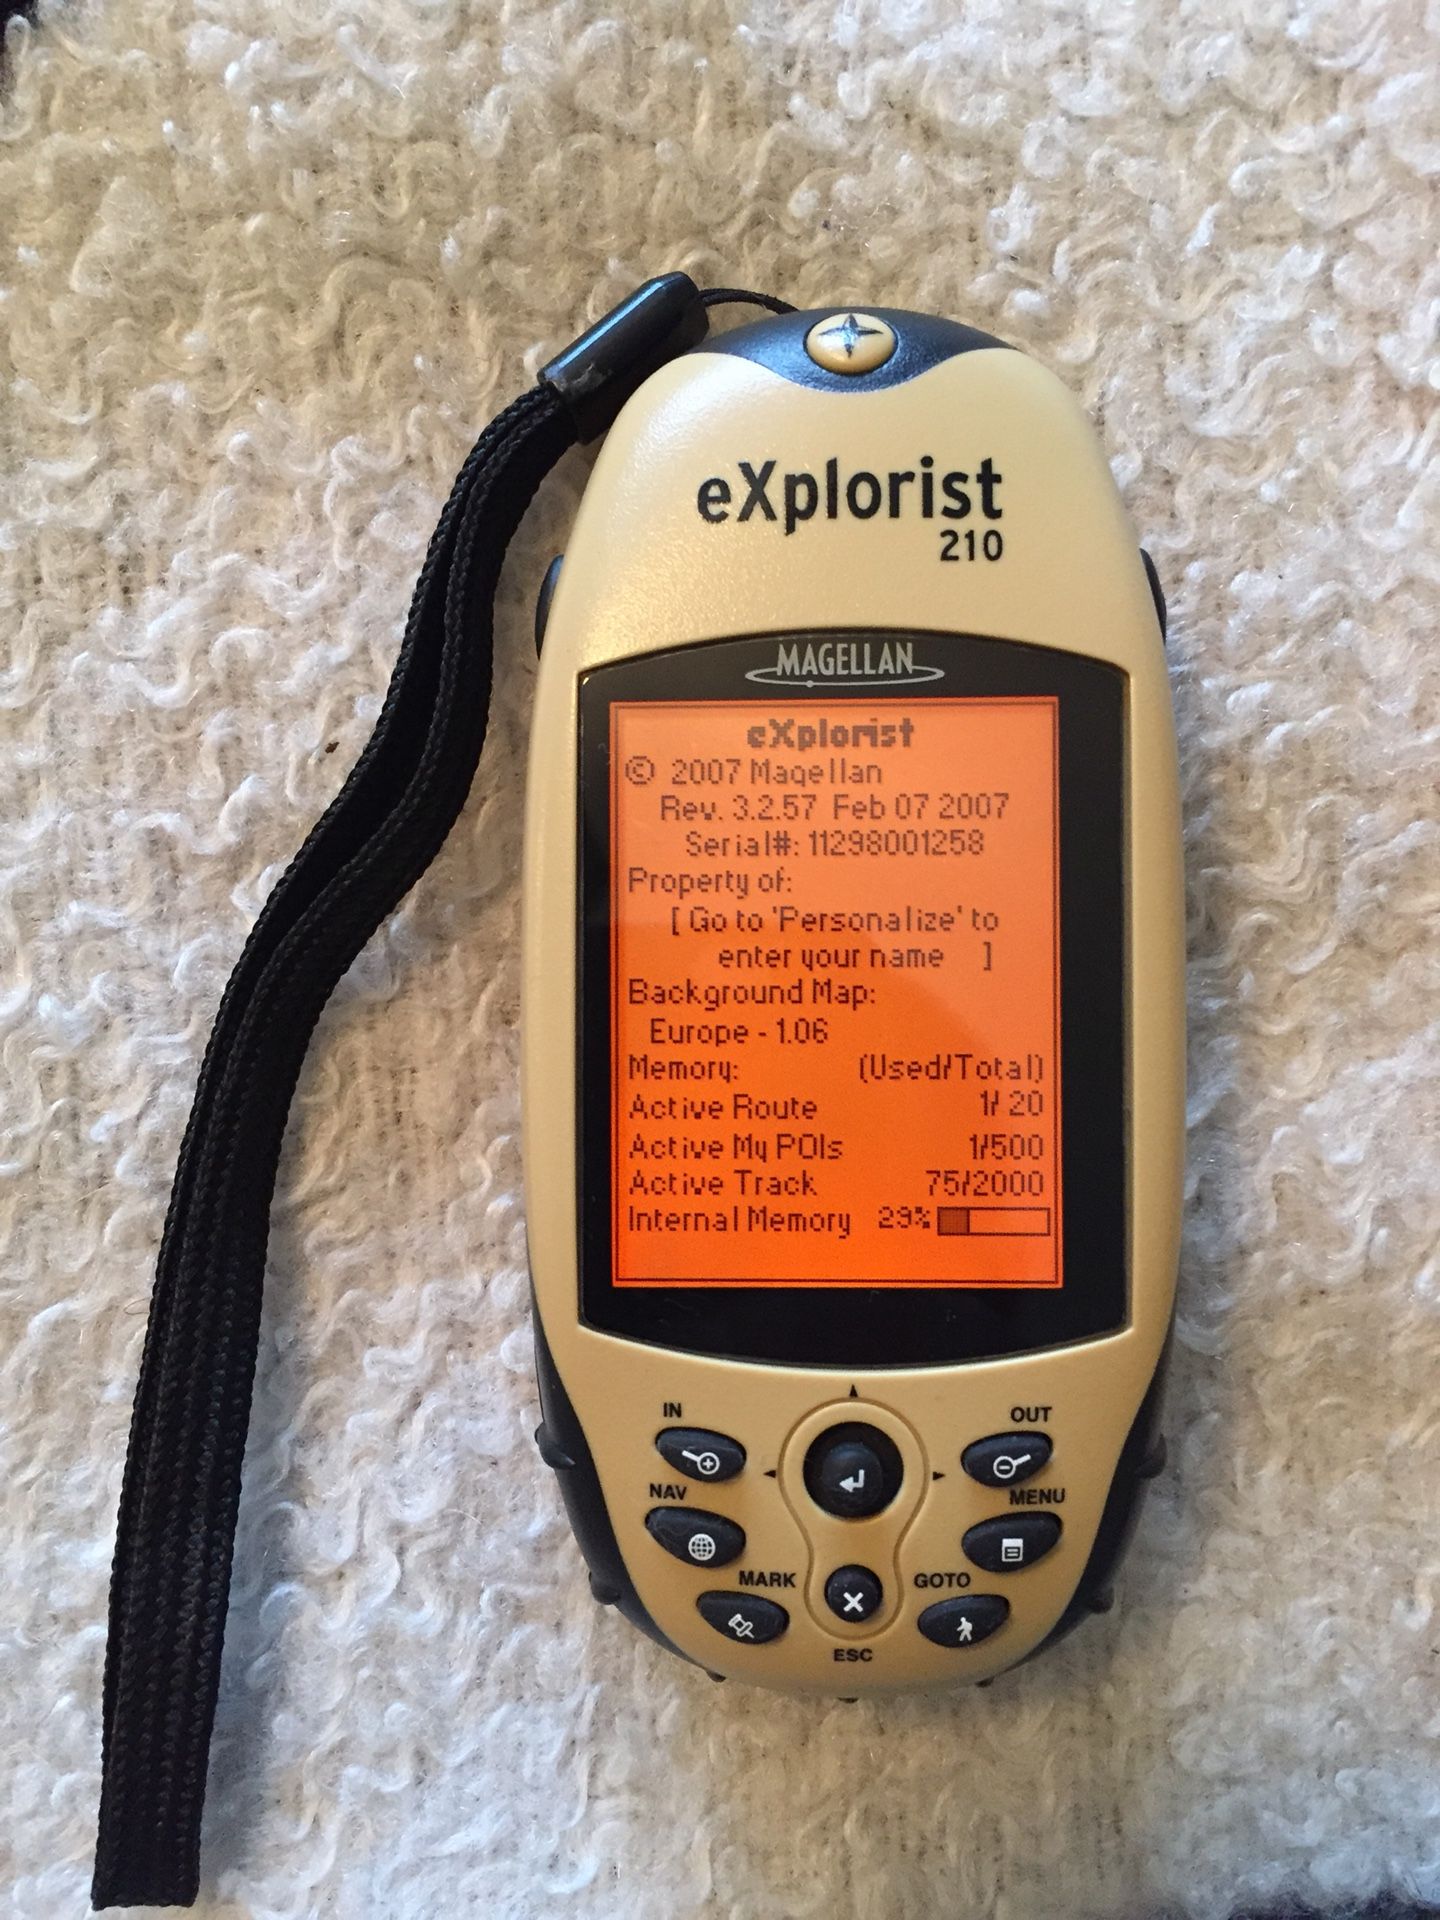 eXplorist
210
MAGELLAN
eXplorist
© 2007 Magellan
Rev. 3.2.57 Feb 07 2007
Serial#: 11298001258
Property of:
[ Go to 'Personalize' to
enter your name ]
Background Map:
Europe - 1.06
Memory: (Used/Total)
Active Route 1/ 20
Active My POIs 1/500
Active Track 75/2000
Internal Memory 29%
IN OUT
NAV MENU
MARK GOTO
ESC